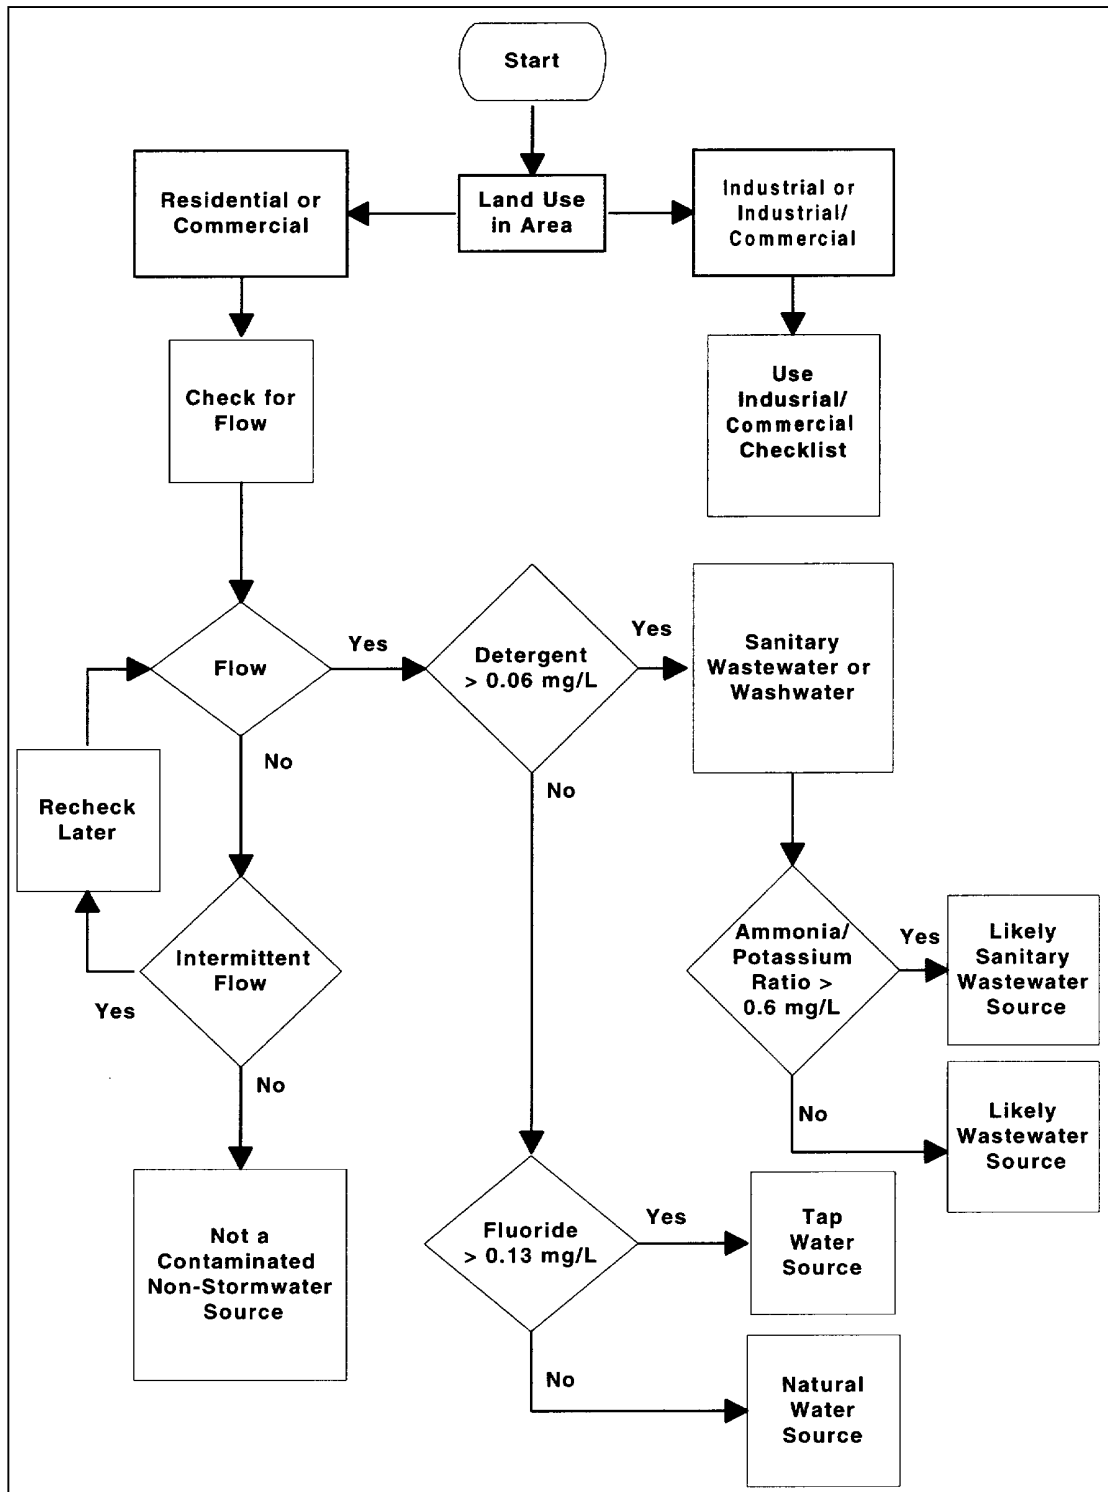 Start
Residential or
Commercial
Land Use
in Area
Industrial or
Industrial/
Commercial
Check for
Flow
Use
Indusrial/
Commercial
Checklist
Flow
Yes
Detergent
> 0.06 mg/L
Yes
Sanitary
Wastewater or
Washwater
No
No
Recheck
Later
Intermittent
Flow
Yes
No
Ammonia/
Potassium
Ratio >
0.6 mg/L
Yes
Likely
Sanitary
Wastewater
Source
No
Likely
Wastewater
Source
Not a
Contaminated
Non-Stormwater
Source
Fluoride
> 0.13 mg/L
Yes
Tap
Water
Source
No
Natural
Water
Source